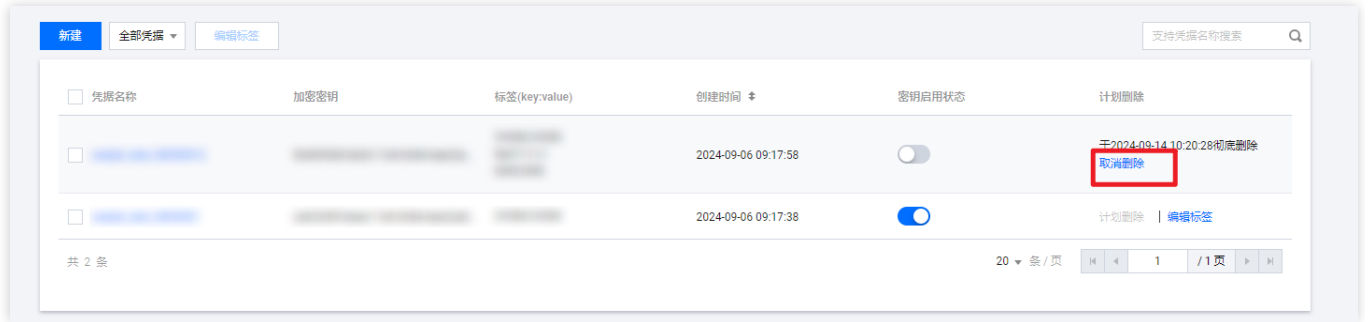 新建 全部凭据 编辑标签 支持凭据名称搜索
凭据名称 加密密钥 标签(key:value) 创建时间 密钥启用状态 计划删除
2024-09-06 09:17:58 于2024-09-14 10:20:28彻底删除
取消删除
2024-09-06 09:17:38 计划删除 | 编辑标签
共 2 条 20 条 / 页 1 / 1 页